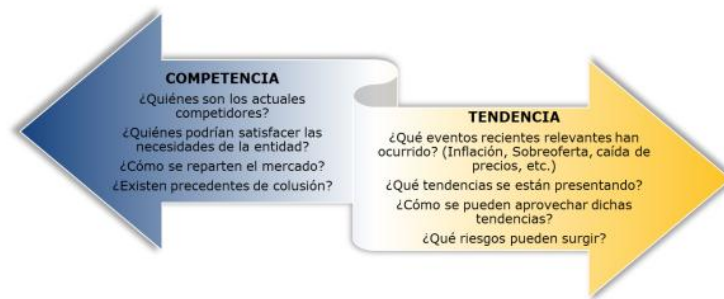 COMPETENCIA
¿Quiénes son los actuales
competidores?
¿Quiénes podrían satisfacer las
necesidades de la entidad?
¿Cómo se reparten el mercado?
¿Existen precedentes de colusión?
TENDENCIA
¿Qué eventos recientes relevantes han
ocurrido? (Inflación, Sobreoferta, caída de
precios, etc.)
¿Qué tendencias se están presentando?
¿Cómo se pueden aprovechar dichas
tendencias?
¿Qué riesgos pueden surgir?